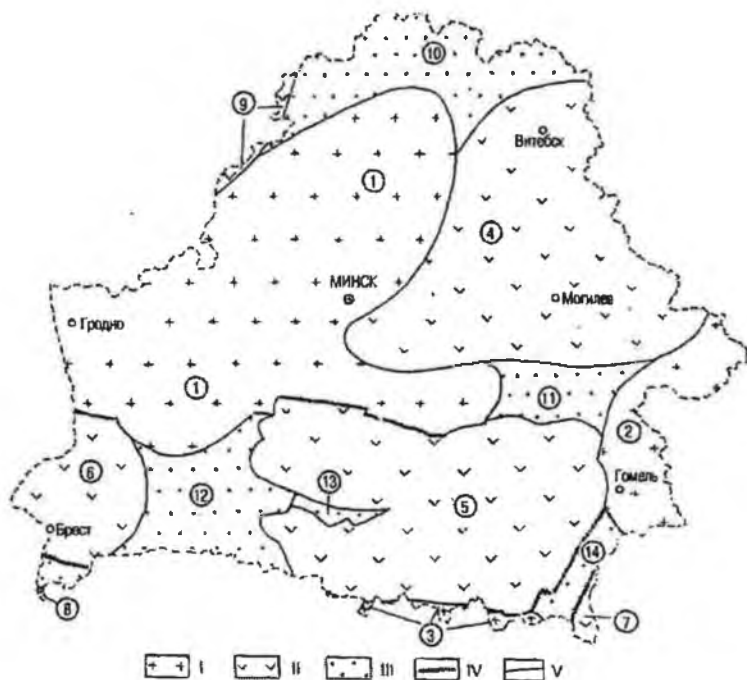 10
9
Витебск
1
4
МИНСК
Могилев
Гродно
1
11
2
6
13
12
5
Гомель
Брест
14
8
3
7
I II III IV V